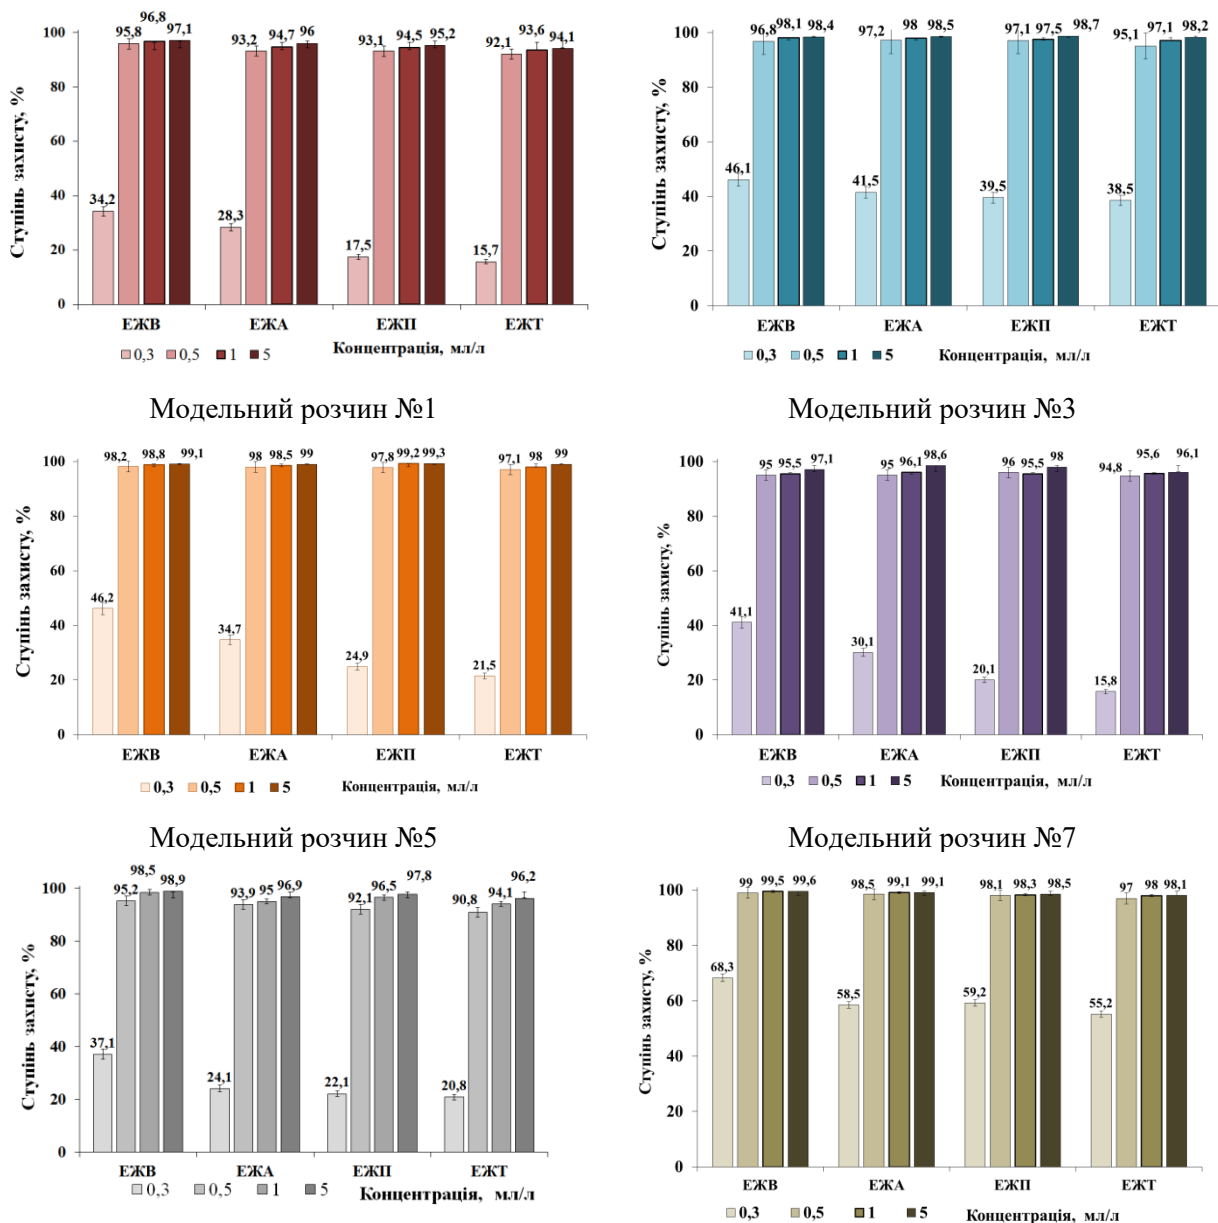 Ступінь захисту, %
100
80
60
40
20
0
34,2 95,8 96,8 97,1
28,3 93,2 94,7 96
17,5 93,1 94,5 95,2
15,7 92,1 93,6 94,1
ЕЖВ ЕЖА ЕЖП ЕЖТ
0,3 0,5 1 5 Концентрація, мл/л
Модельний розчин №1
Ступінь захисту, %
100
80
60
40
20
0
46,1 96,8 98,1 98,4
41,5 97,2 98 98,5
39,5 97,1 97,5 98,7
38,5 95,1 97,1 98,2
ЕЖВ ЕЖА ЕЖП ЕЖТ
0,3 0,5 1 5 Концентрація, мл/л
Модельний розчин №3
Ступінь захисту, %
100
80
60
40
20
0
46,2 98,2 98,8 99,1
34,7 98 98,5 99
24,9 97,8 99,2 99,3
21,5 97,1 98 99
ЕЖВ ЕЖА ЕЖП ЕЖТ
0,3 0,5 1 5 Концентрація, мл/л
Модельний розчин №5
Ступінь захисту, %
100
80
60
40
20
0
41,1 95 95,5 97,1
30,1 95 96,1 98,6
20,1 96 95,5 98
15,8 94,8 95,6 96,1
ЕЖВ ЕЖА ЕЖП ЕЖТ
0,3 0,5 1 5 Концентрація, мл/л
Модельний розчин №7
Ступінь захисту, %
100
80
60
40
20
0
37,1 95,2 98,5 98,9
24,1 93,9 95 96,9
22,1 92,1 96,5 97,8
20,8 90,8 94,1 96,2
ЕЖВ ЕЖА ЕЖП ЕЖТ
0,3 0,5 1 5 Концентрація, мл/л
Ступінь захисту, %
100
80
60
40
20
0
68,3 99 99,5 99,6
58,5 98,5 99,1 99,1
59,2 98,1 98,3 98,5
55,2 97 98 98,1
ЕЖВ ЕЖА ЕЖП ЕЖТ
0,3 0,5 1 5 Концентрація, мл/л